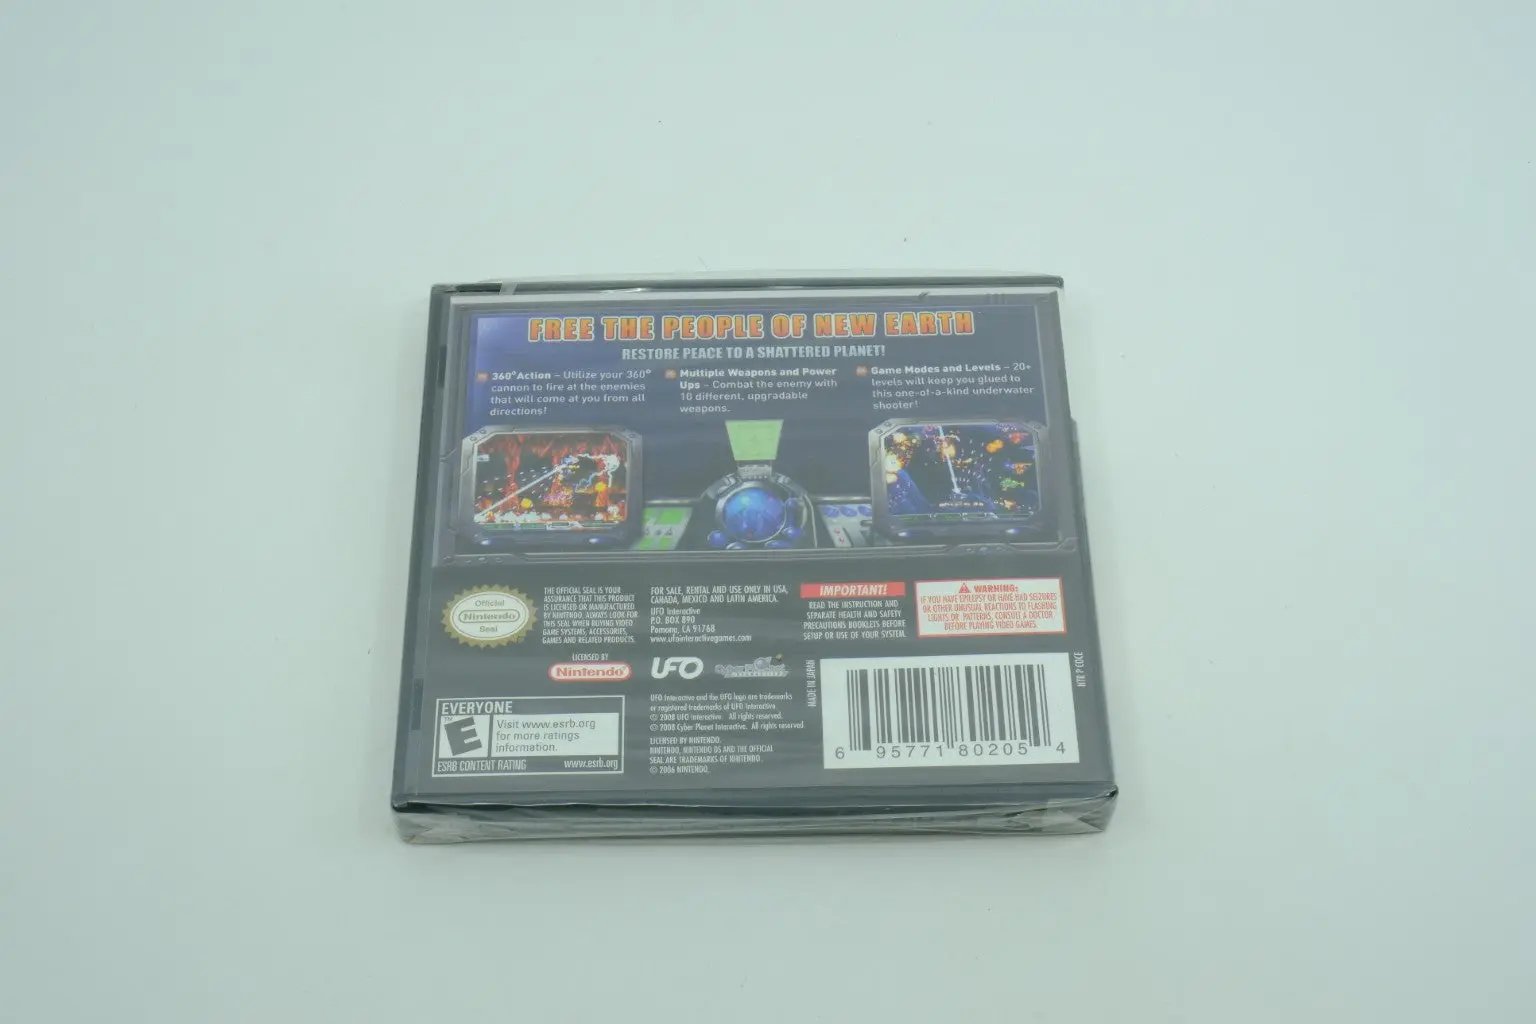 FREE THE PEOPLE OF NEW EARTH
RESTORE PEACE TO A SHATTERED PLANET!
360° Action – Utilize your 360°
cannon to fire at the enemies
that will come at you from all
directions!
Multiple Weapons and Power
Ups – Combat the enemy with
10 different, upgradable
weapons.
Game Modes and Levels – 20+
levels will keep you glued to
this one-of-a-kind underwater
shooter!
Official
Nintendo
Seal
THE OFFICIAL SEAL IS YOUR
ASSURANCE THAT THIS PRODUCT
IS LICENSED OR MANUFACTURED
BY NINTENDO. ALWAYS LOOK FOR
THIS SEAL WHEN BUYING VIDEO
GAME SYSTEMS, ACCESSORIES,
GAMES AND RELATED PRODUCTS.
LICENSED BY
Nintendo
FOR SALE, RENTAL AND USE ONLY IN USA,
CANADA, MEXICO AND LATIN AMERICA.
UFO Interactive
P.O. BOX 890
Pomona, CA 91768
www.ufointeractivegames.com
UFO
Cyber Planet
INTERACTIVE
IMPORTANT!
READ THE INSTRUCTION AND
SEPARATE HEALTH AND SAFETY
PRECAUTIONS BOOKLETS BEFORE
SETUP OR USE OF YOUR SYSTEM.
WARNING:
IF YOU HAVE EPILEPSY OR HAVE HAD SEIZURES
OR OTHER UNUSUAL REACTIONS TO FLASHING
LIGHTS OR PATTERNS, CONSULT A DOCTOR
BEFORE PLAYING VIDEO GAMES.
EVERYONE
E
TM
Visit www.esrb.org
for more ratings
information.
ESRB CONTENT RATING www.esrb.org
UFO Interactive and the UFO logo are trademarks
or registered trademarks of UFO Interactive.
© 2008 UFO Interactive. All rights reserved.
© 2008 Cyber Planet Interactive. All rights reserved.
LICENSED BY NINTENDO.
NINTENDO, NINTENDO DS AND THE OFFICIAL
SEAL ARE TRADEMARKS OF NINTENDO.
© 2006 NINTENDO.
MADE IN JAPAN
6 95771 80205 4